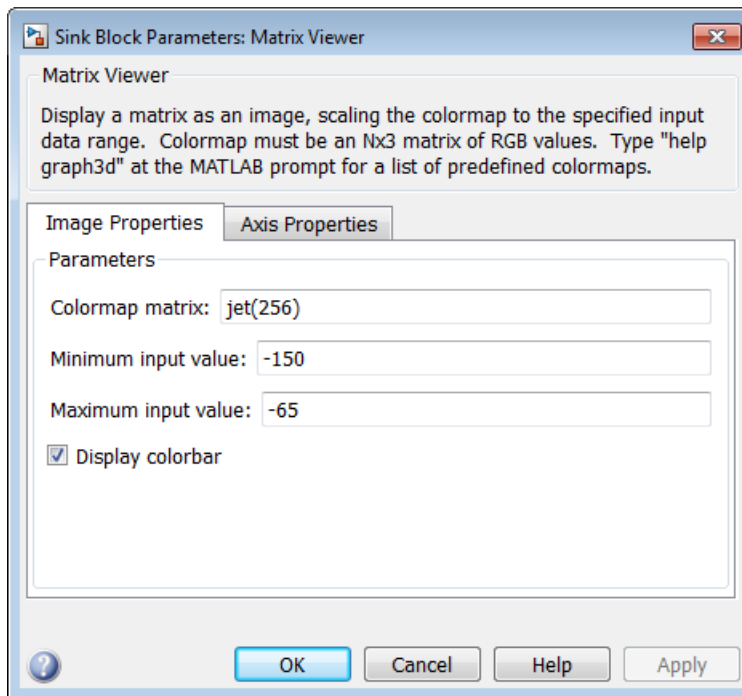 Sink Block Parameters: Matrix Viewer
Matrix Viewer
Display a matrix as an image, scaling the colormap to the specified input
data range.  Colormap must be an Nx3 matrix of RGB values.  Type "help
graph3d" at the MATLAB prompt for a list of predefined colormaps.
Image Properties Axis Properties
Parameters
Colormap matrix: jet(256)
Minimum input value: -150
Maximum input value: -65
Display colorbar
? OK Cancel Help Apply